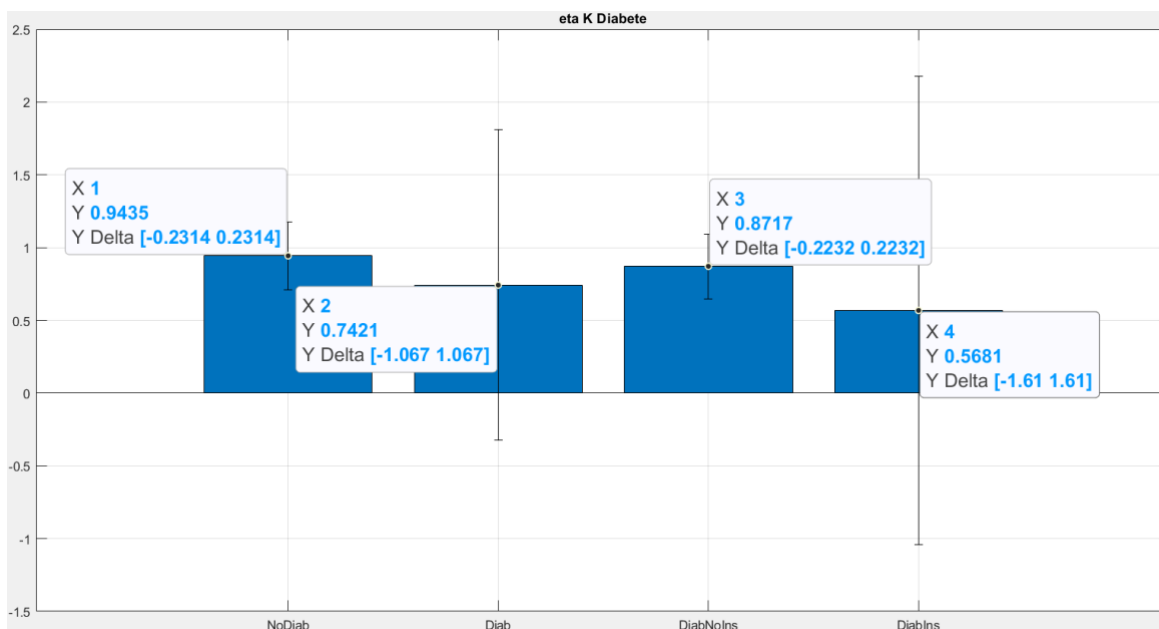 eta K Diabete
2.5
2
1.5
1
0.5
0
-0.5
-1
-1.5
X 1
Y 0.9435
Y Delta [-0.2314 0.2314]
X 2
Y 0.7421
Y Delta [-1.067 1.067]
X 3
Y 0.8717
Y Delta [-0.2232 0.2232]
X 4
Y 0.5681
Y Delta [-1.61 1.61]
NoDiab Diab DiabNoIns DiabIns